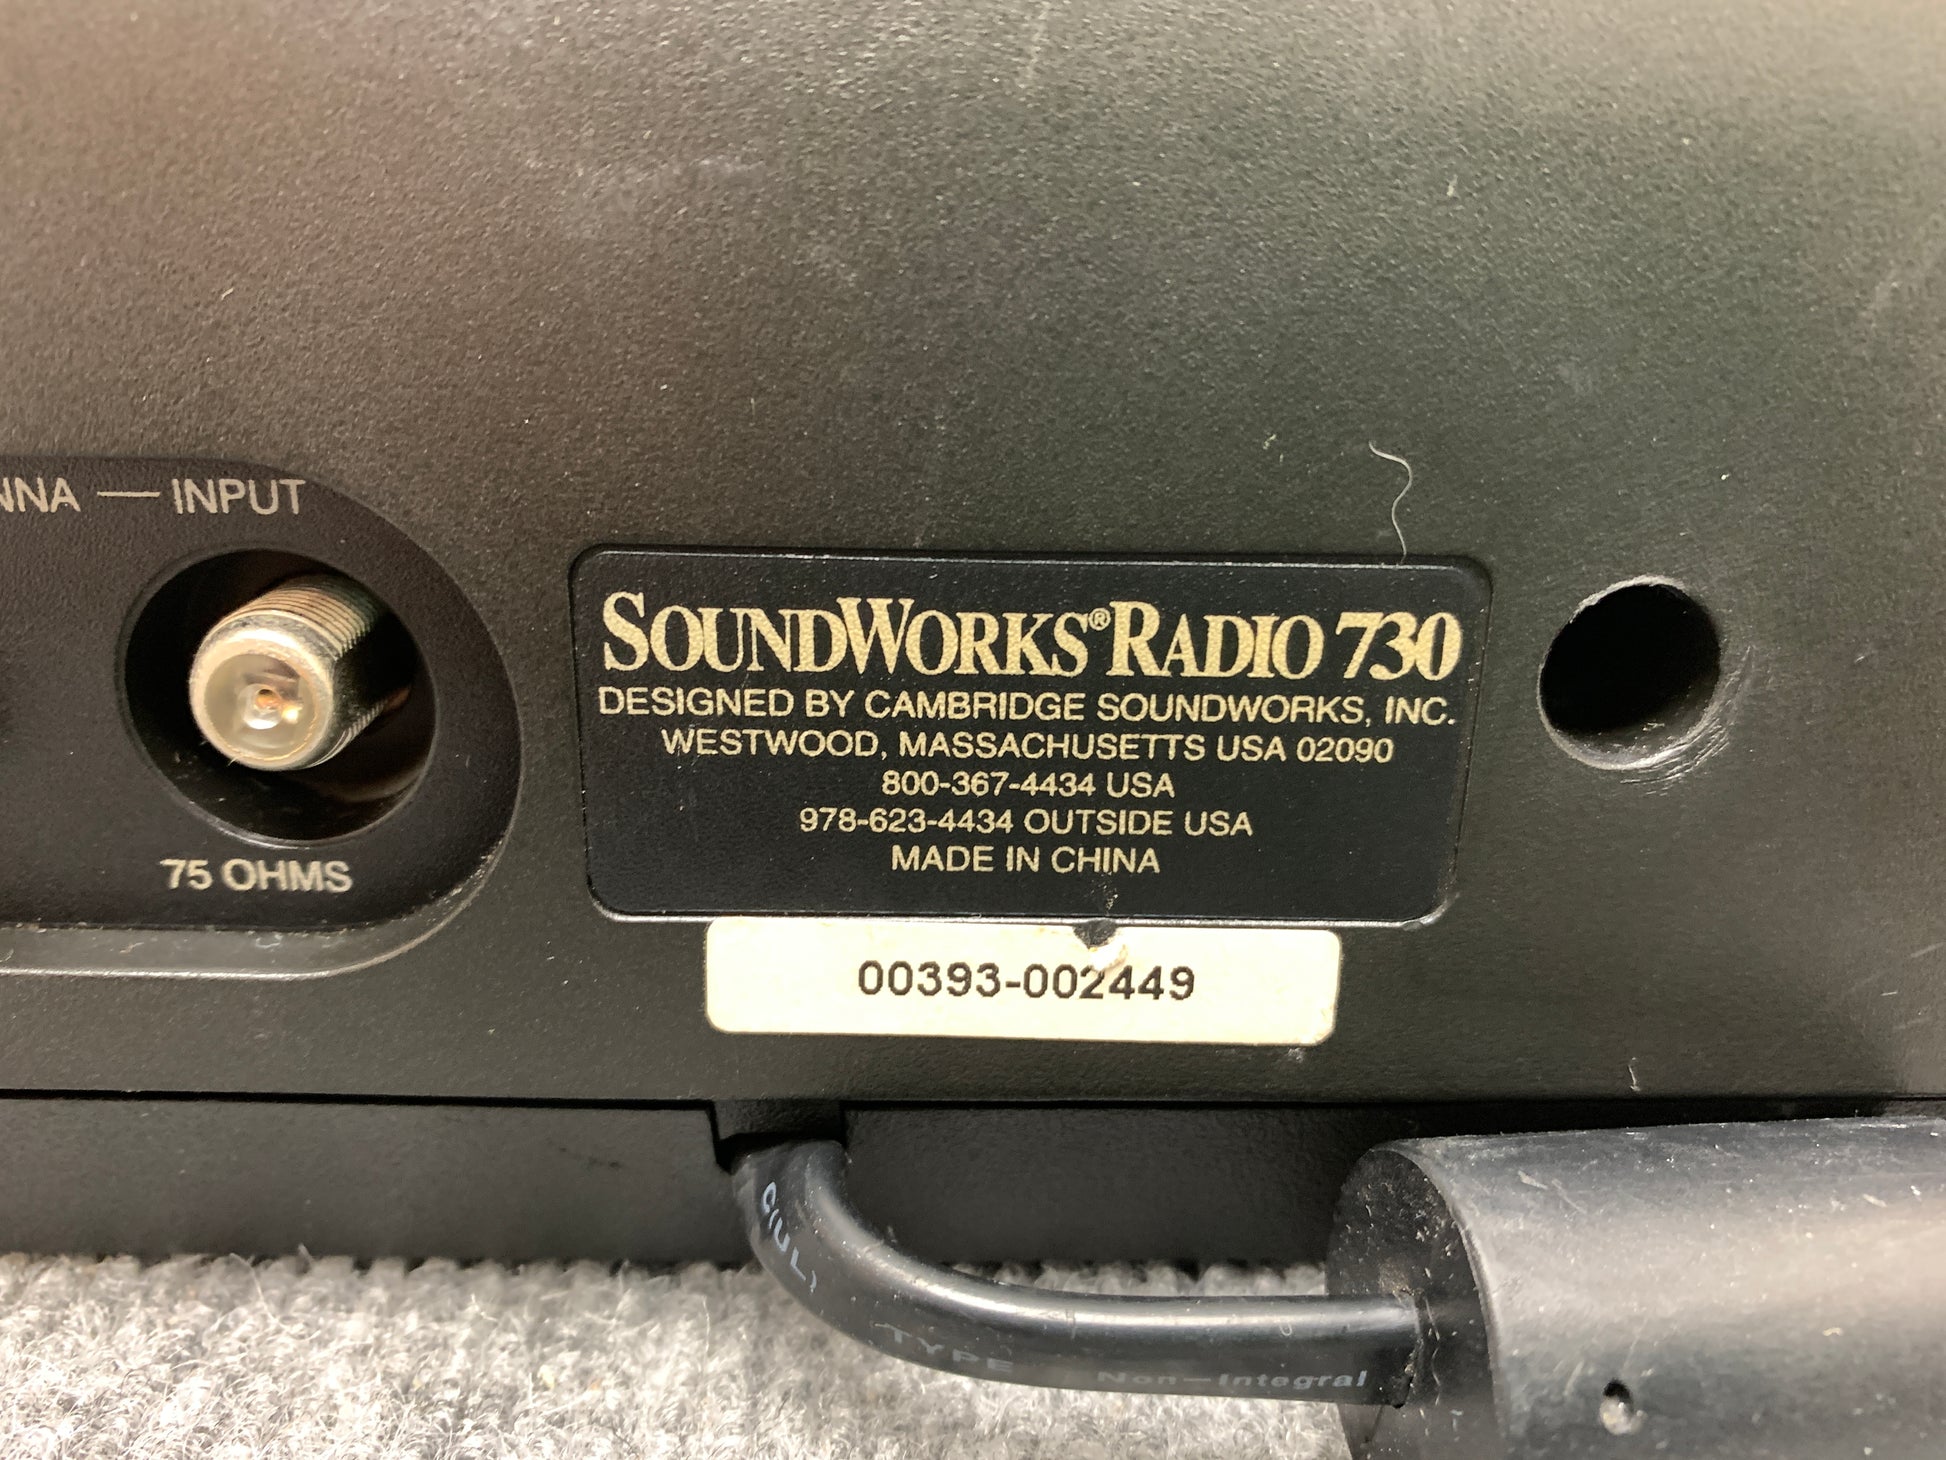 NNA — INPUT
75 OHMS
SOUNDWORKS® RADIO 730
DESIGNED BY CAMBRIDGE SOUNDWORKS, INC.
WESTWOOD, MASSACHUSETTS USA 02090
800-367-4434 USA
978-623-4434 OUTSIDE USA
MADE IN CHINA
00393-002449
TYPE Non-Integral